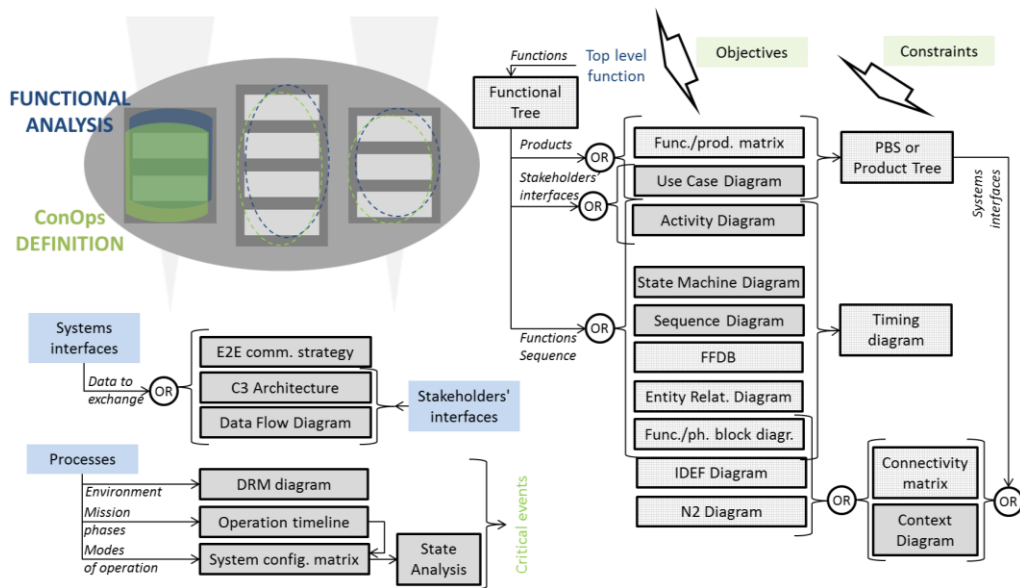 FUNCTIONAL
ANALYSIS
ConOps
DEFINITION
Systems
interfaces
Data to
exchange
OR
E2E comm. strategy
C3 Architecture
Data Flow Diagram
Stakeholders'
interfaces
Processes
Environment
Mission
phases
Modes
of operation
DRM diagram
Operation timeline
System config. matrix
State
Analysis
Critical events
Functions
Top level
function
Objectives
Constraints
Functional
Tree
Products
OR
Stakeholders'
interfaces
OR
Func./prod. matrix
Use Case Diagram
Activity Diagram
PBS or
Product Tree
Systems
interfaces
State Machine Diagram
Sequence Diagram
FFDB
Entity Relat. Diagram
Func./ph. block diagr.
IDEF Diagram
N2 Diagram
Functions
Sequence
OR
Timing
diagram
OR
Connectivity
matrix
Context
Diagram
OR